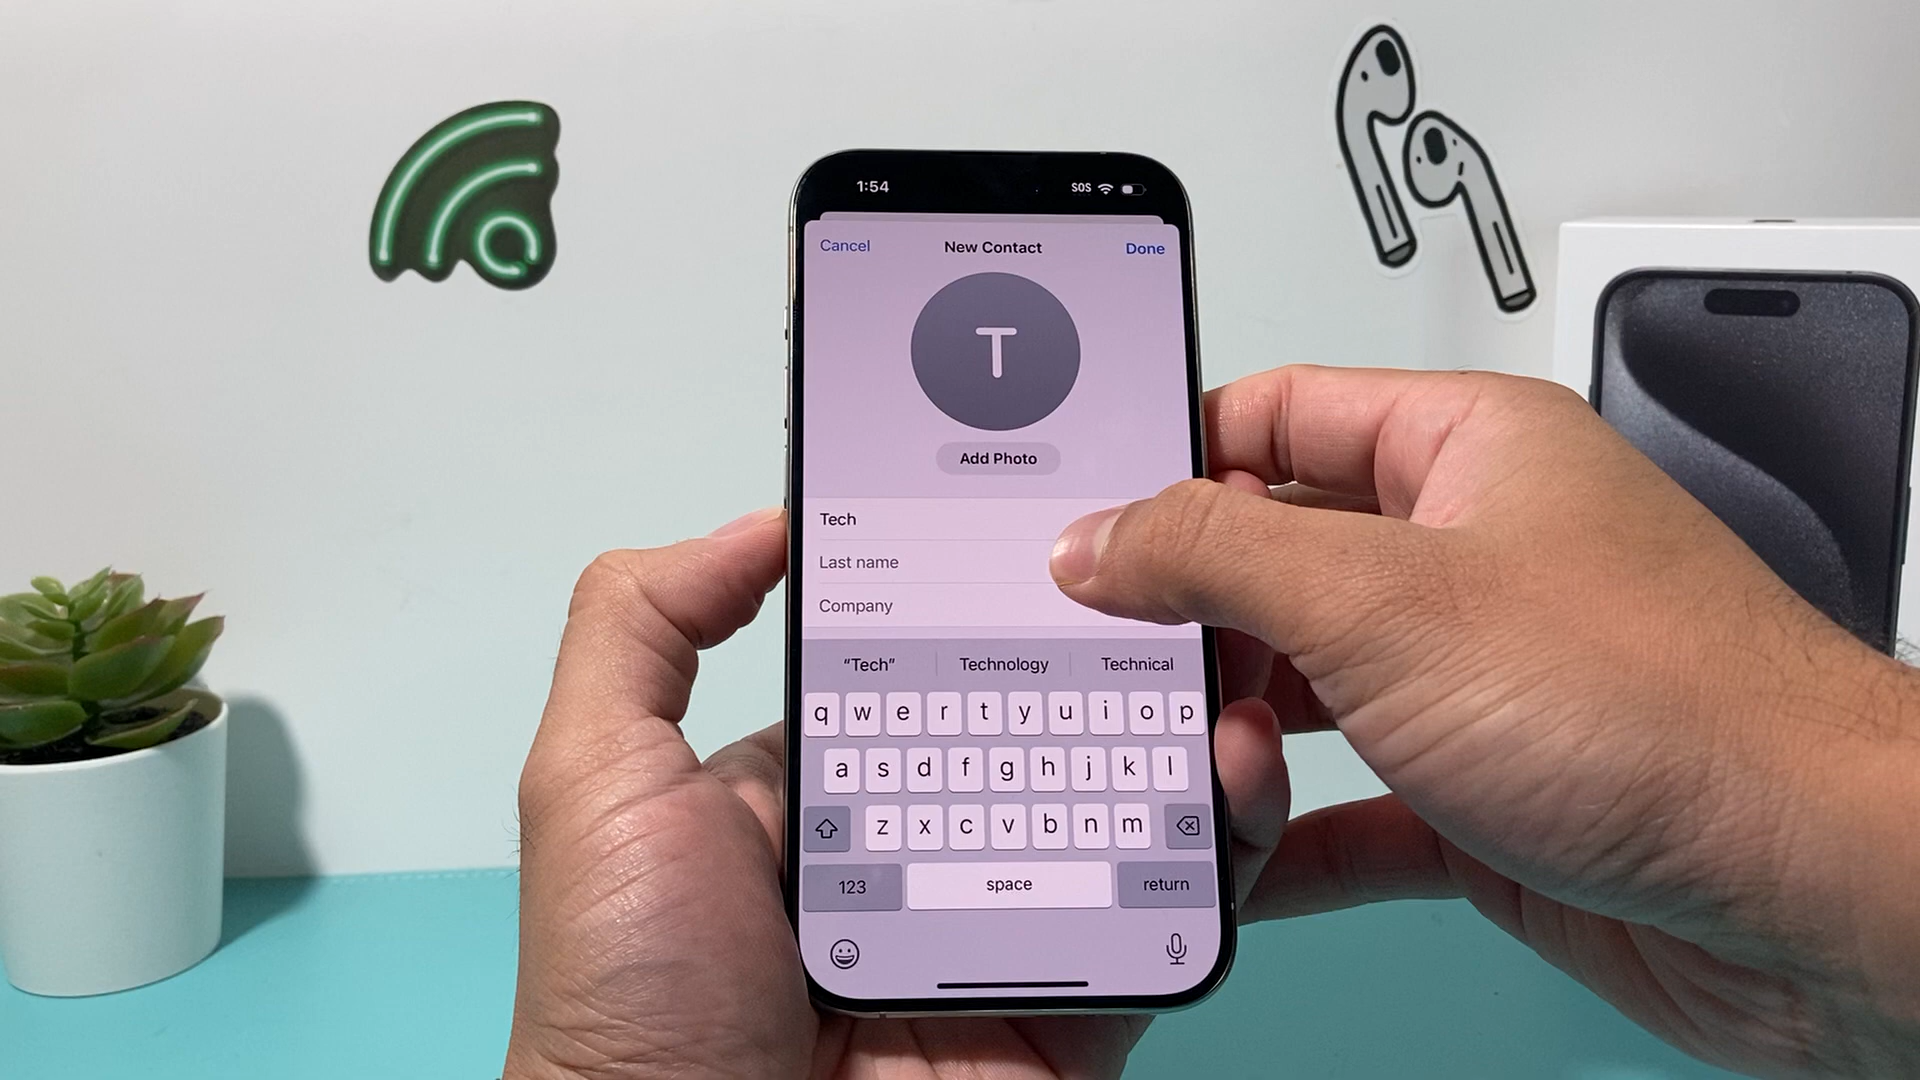 1:54 SOS
Cancel New Contact Done
T
Add Photo
Tech
Last name
Company
“Tech” Technology Technical
q w e r t y u i o p
a s d f g h j k l
z x c v b n m
123 space return